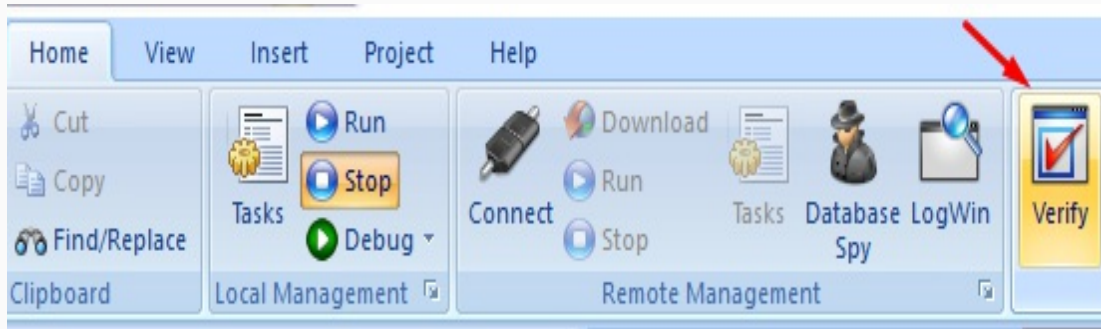 Home View Insert Project Help
Cut
Copy
Find/Replace
Clipboard
Tasks
Run
Stop
Debug
Local Management
Connect
Download
Run
Stop
Tasks
Database Spy
LogWin
Remote Management
Verify